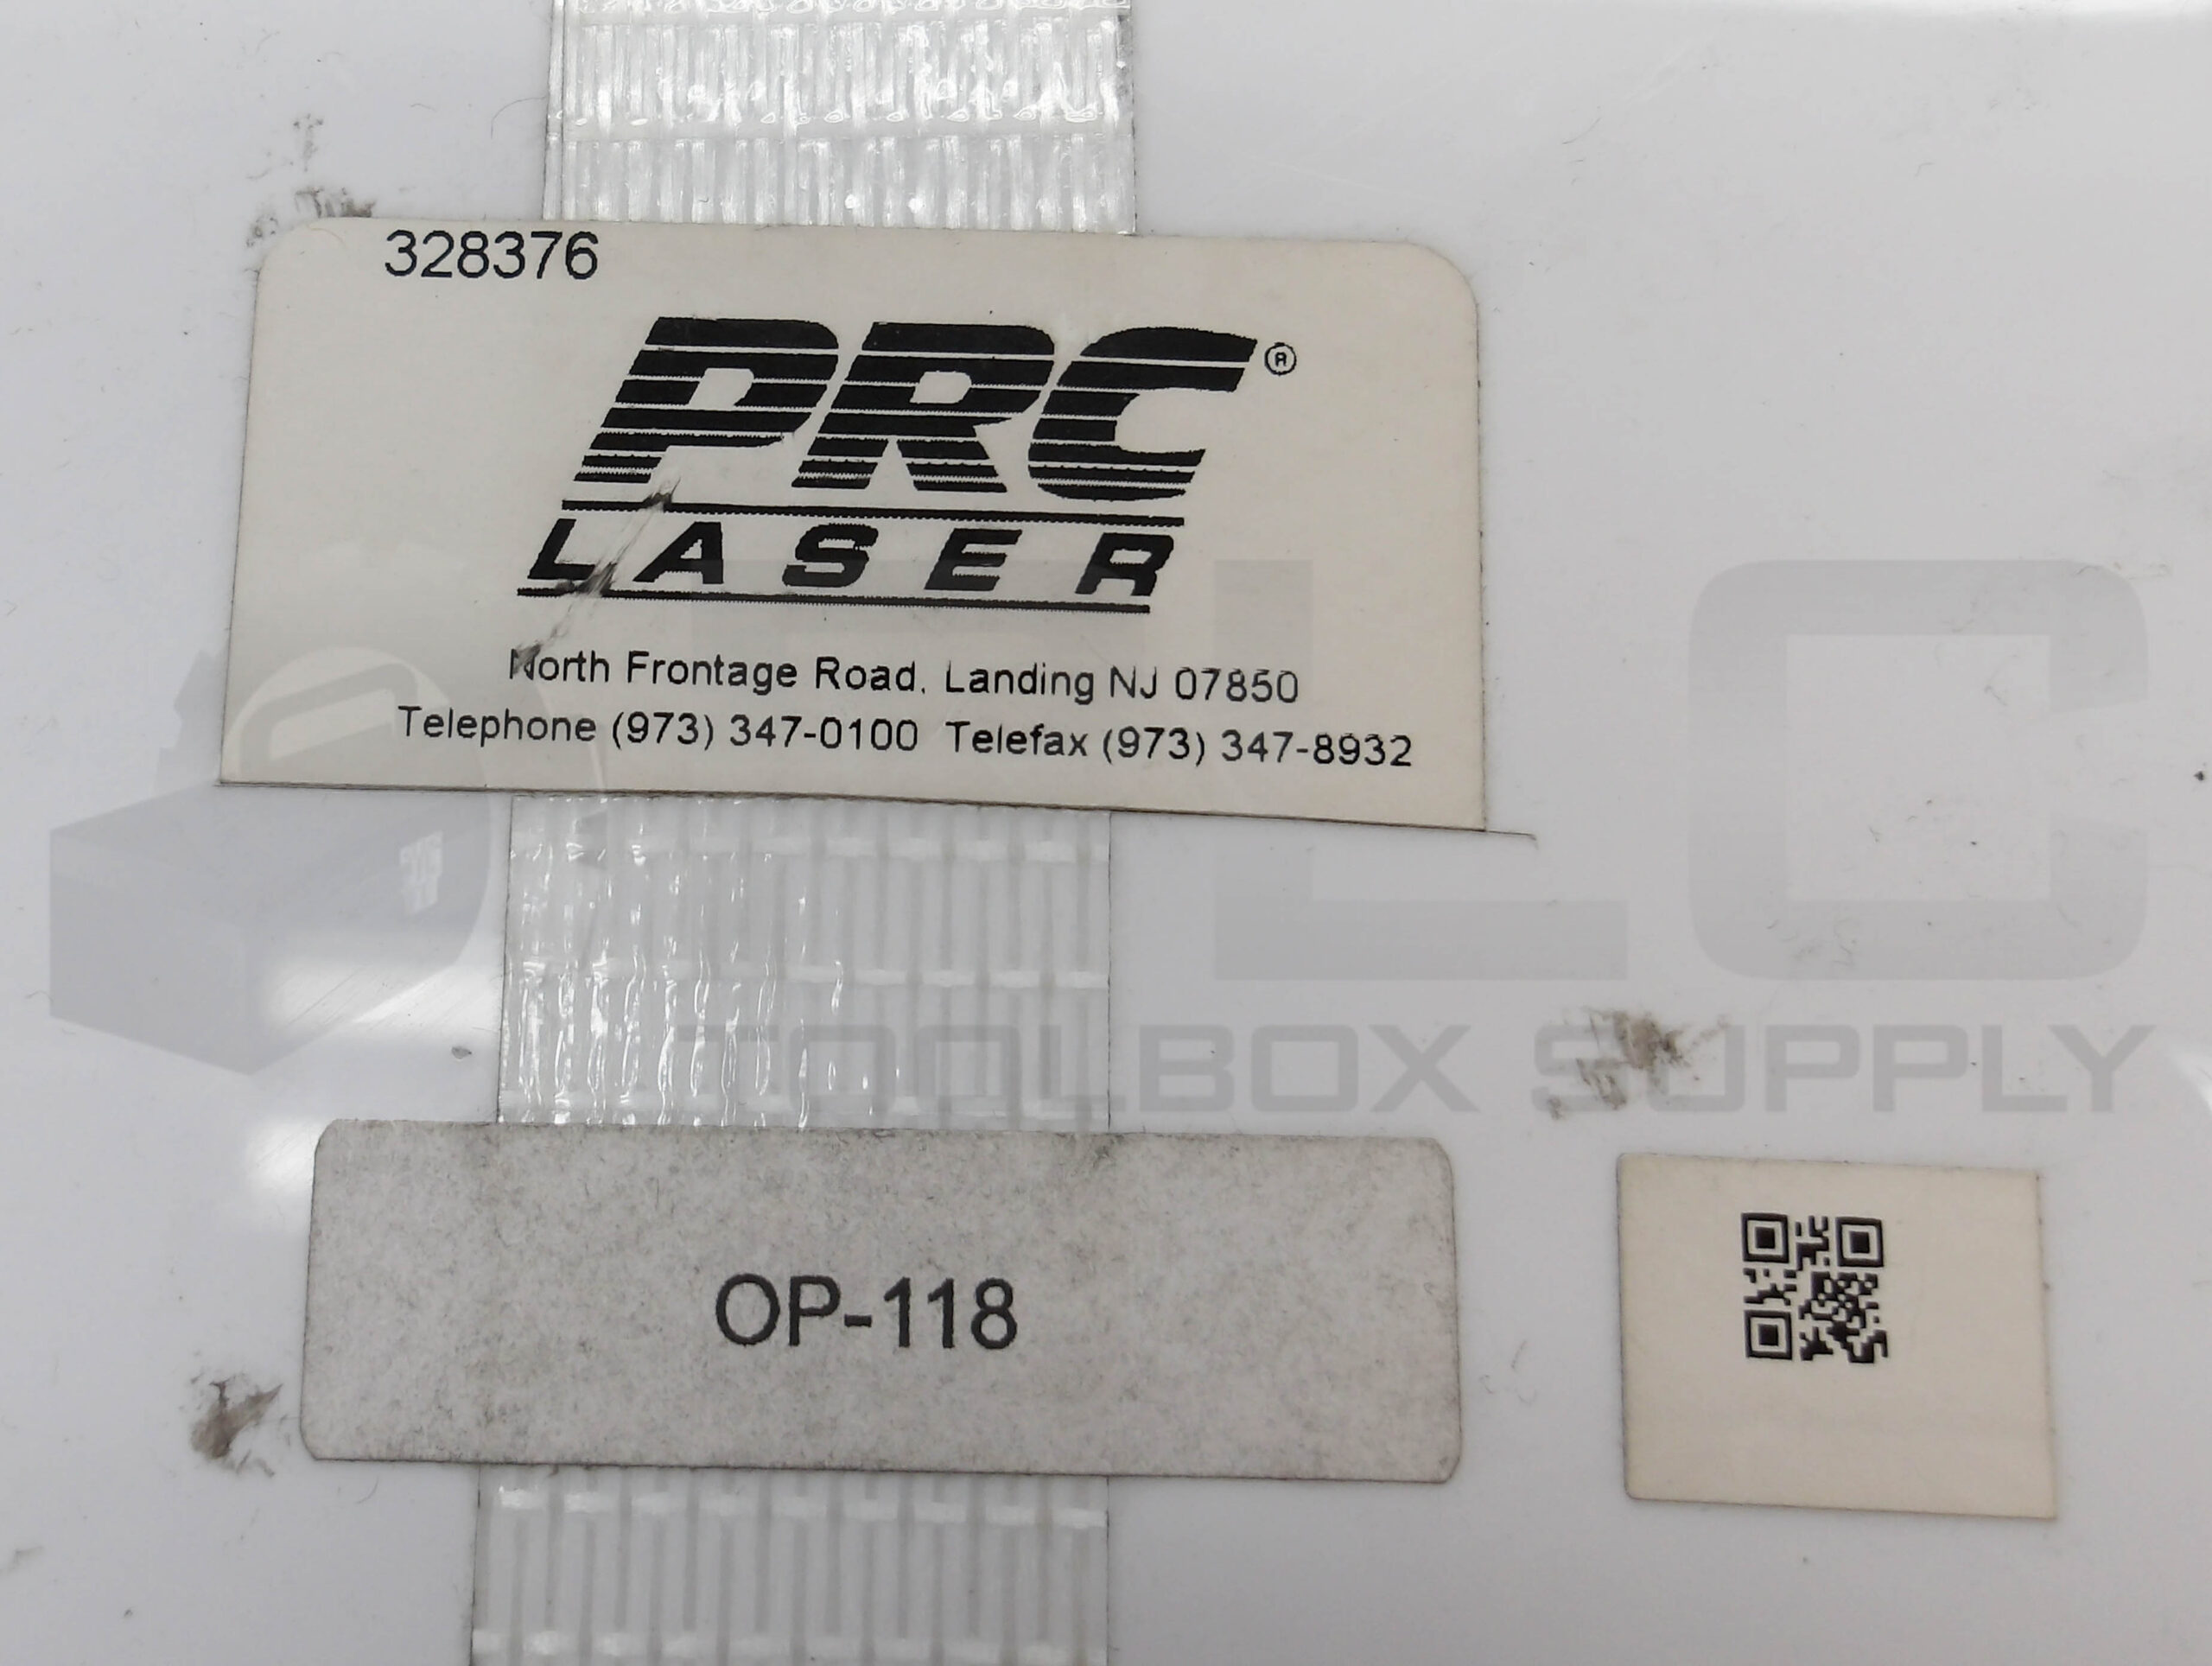 328376
PRC®
LASER
North Frontage Road, Landing NJ 07850
Telephone (973) 347-0100 Telefax (973) 347-8932
PLC
TOOLBOX SUPPLY
OP-118